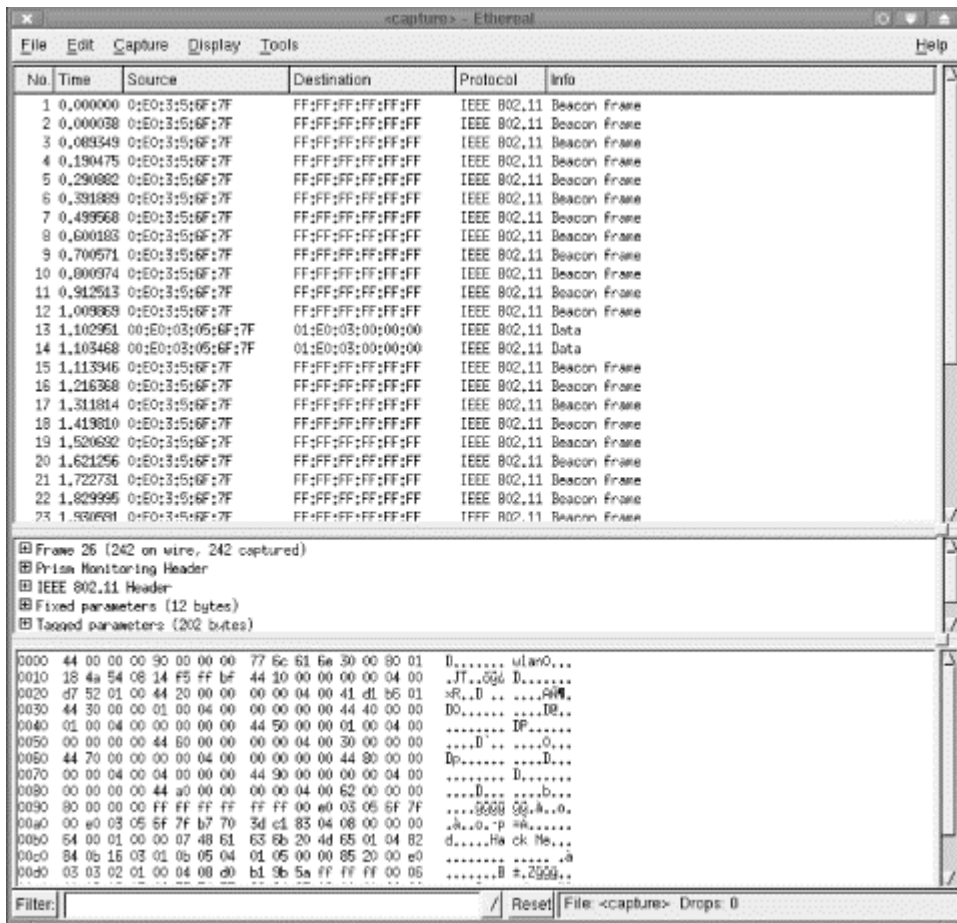 <capture> - Ethereal
File Edit Capture Display Tools Help
No. Time Source Destination Protocol Info
1 0.000000 0:E0:3:5:6F:7F FF:FF:FF:FF:FF:FF IEEE 802.11 Beacon frame
2 0.000038 0:E0:3:5:6F:7F FF:FF:FF:FF:FF:FF IEEE 802.11 Beacon frame
3 0.089349 0:E0:3:5:6F:7F FF:FF:FF:FF:FF:FF IEEE 802.11 Beacon frame
4 0.190475 0:E0:3:5:6F:7F FF:FF:FF:FF:FF:FF IEEE 802.11 Beacon frame
5 0.290882 0:E0:3:5:6F:7F FF:FF:FF:FF:FF:FF IEEE 802.11 Beacon frame
6 0.391889 0:E0:3:5:6F:7F FF:FF:FF:FF:FF:FF IEEE 802.11 Beacon frame
7 0.499568 0:E0:3:5:6F:7F FF:FF:FF:FF:FF:FF IEEE 802.11 Beacon frame
8 0.600183 0:E0:3:5:6F:7F FF:FF:FF:FF:FF:FF IEEE 802.11 Beacon frame
9 0.700571 0:E0:3:5:6F:7F FF:FF:FF:FF:FF:FF IEEE 802.11 Beacon frame
10 0.800974 0:E0:3:5:6F:7F FF:FF:FF:FF:FF:FF IEEE 802.11 Beacon frame
11 0.912513 0:E0:3:5:6F:7F FF:FF:FF:FF:FF:FF IEEE 802.11 Beacon frame
12 1.009869 0:E0:3:5:6F:7F FF:FF:FF:FF:FF:FF IEEE 802.11 Beacon frame
13 1.102951 00:E0:03:05:6F:7F 01:E0:03:00:00:00 IEEE 802.11 Data
14 1.103468 00:E0:03:05:6F:7F 01:E0:03:00:00:00 IEEE 802.11 Data
15 1.113946 0:E0:3:5:6F:7F FF:FF:FF:FF:FF:FF IEEE 802.11 Beacon frame
16 1.216368 0:E0:3:5:6F:7F FF:FF:FF:FF:FF:FF IEEE 802.11 Beacon frame
17 1.311814 0:E0:3:5:6F:7F FF:FF:FF:FF:FF:FF IEEE 802.11 Beacon frame
18 1.419810 0:E0:3:5:6F:7F FF:FF:FF:FF:FF:FF IEEE 802.11 Beacon frame
19 1.520692 0:E0:3:5:6F:7F FF:FF:FF:FF:FF:FF IEEE 802.11 Beacon frame
20 1.621256 0:E0:3:5:6F:7F FF:FF:FF:FF:FF:FF IEEE 802.11 Beacon frame
21 1.722731 0:E0:3:5:6F:7F FF:FF:FF:FF:FF:FF IEEE 802.11 Beacon frame
22 1.829995 0:E0:3:5:6F:7F FF:FF:FF:FF:FF:FF IEEE 802.11 Beacon frame
23 1.930591 0:E0:3:5:6F:7F FF:FF:FF:FF:FF:FF IEEE 802.11 Beacon frame
Frame 26 (242 on wire, 242 captured)
Prism Monitoring Header
IEEE 802.11 Header
Fixed parameters (12 bytes)
Tagged parameters (202 bytes)
0000 44 00 00 00 90 00 00 00 77 6c 61 6e 30 00 80 01 D....... wlan0...
0010 18 4a 54 08 14 f5 ff bf 44 10 00 00 00 00 04 00
0020 d7 52 01 00 44 20 00 00 00 00 04 00 41 d1 b6 01
0030 44 30 00 00 01 00 04 00 00 00 00 00 44 40 00 00 D0...... ....D@..
0040 01 00 04 00 00 00 00 00 44 50 00 00 01 00 04 00 ........ DP......
0050 00 00 00 00 44 60 00 00 00 00 04 00 30 00 00 00 ....D`.. ....0...
0060 44 70 00 00 00 00 04 00 00 00 00 00 44 80 00 00 Dp...... ....D...
0070 00 00 04 00 04 00 00 00 44 90 00 00 00 00 04 00 ........ D.......
0080 00 00 00 00 44 a0 00 00 00 00 04 00 62 00 00 00 ....D... ....b...
0090 80 00 00 00 ff ff ff ff ff ff 00 e0 03 05 6f 7f ....ÿÿÿÿ ÿÿ.à..o.
00a0 00 e0 03 05 6f 7f b7 70 3d c1 83 04 08 00 00 00 .à..o.·p =Á......
00b0 64 00 01 00 00 07 48 61 63 6b 20 4d 65 01 04 82 d.....Ha ck Me...
00c0 84 0b 16 03 01 0b 05 04 01 05 00 00 85 20 00 e0 ........ ..... .à
00d0 03 03 02 01 00 04 08 d0 b1 9b 5a ff ff ff 00 06
Filter: Reset File: <capture> Drops: 0